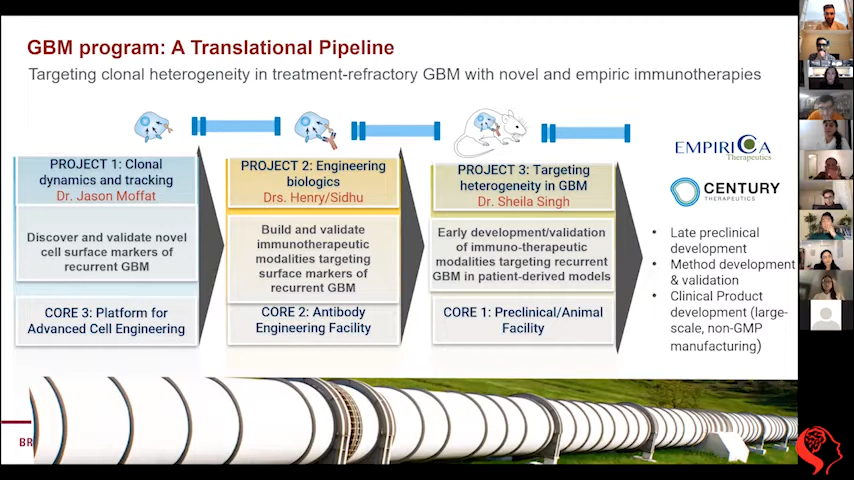 GBM program: A Translational Pipeline
Targeting clonal heterogeneity in treatment-refractory GBM with novel and empiric immunotherapies
PROJECT 1: Clonal
dynamics and tracking
Dr. Jason Moffat
Discover and validate novel
cell surface markers of
recurrent GBM
CORE 3: Platform for
Advanced Cell Engineering
PROJECT 2: Engineering
biologics
Drs. Henry/Sidhu
Build and validate
immunotherapeutic
modalities targeting
surface markers of
recurrent GBM
CORE 2: Antibody
Engineering Facility
PROJECT 3: Targeting
heterogeneity in GBM
Dr. Sheila Singh
Early development/validation
of immuno-therapeutic
modalities targeting recurrent
GBM in patient-derived models
CORE 1: Preclinical/Animal
Facility
EMPIRICA
Therapeutics
CENTURY
THERAPEUTICS
• Late preclinical
development
• Method development
& validation
• Clinical Product
development (large-
scale, non-GMP
manufacturing)
BR